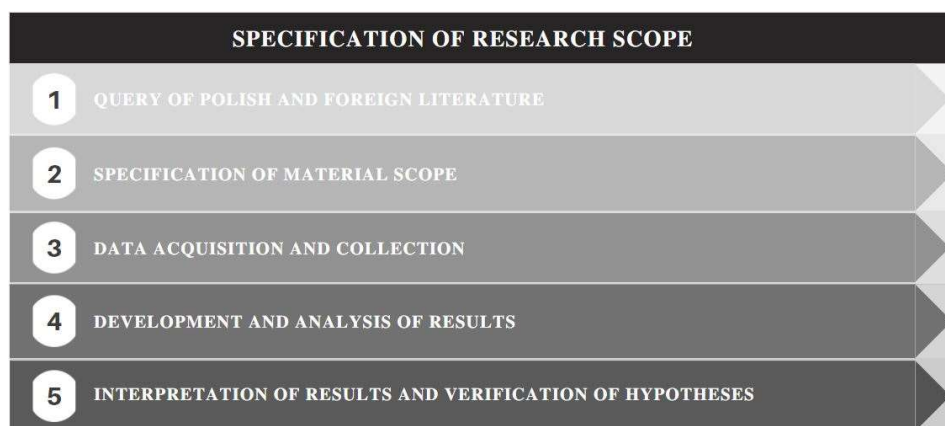 SPECIFICATION OF RESEARCH SCOPE
1 QUERY OF POLISH AND FOREIGN LITERATURE
2 SPECIFICATION OF MATERIAL SCOPE
3 DATA ACQUISITION AND COLLECTION
4 DEVELOPMENT AND ANALYSIS OF RESULTS
5 INTERPRETATION OF RESULTS AND VERIFICATION OF HYPOTHESES